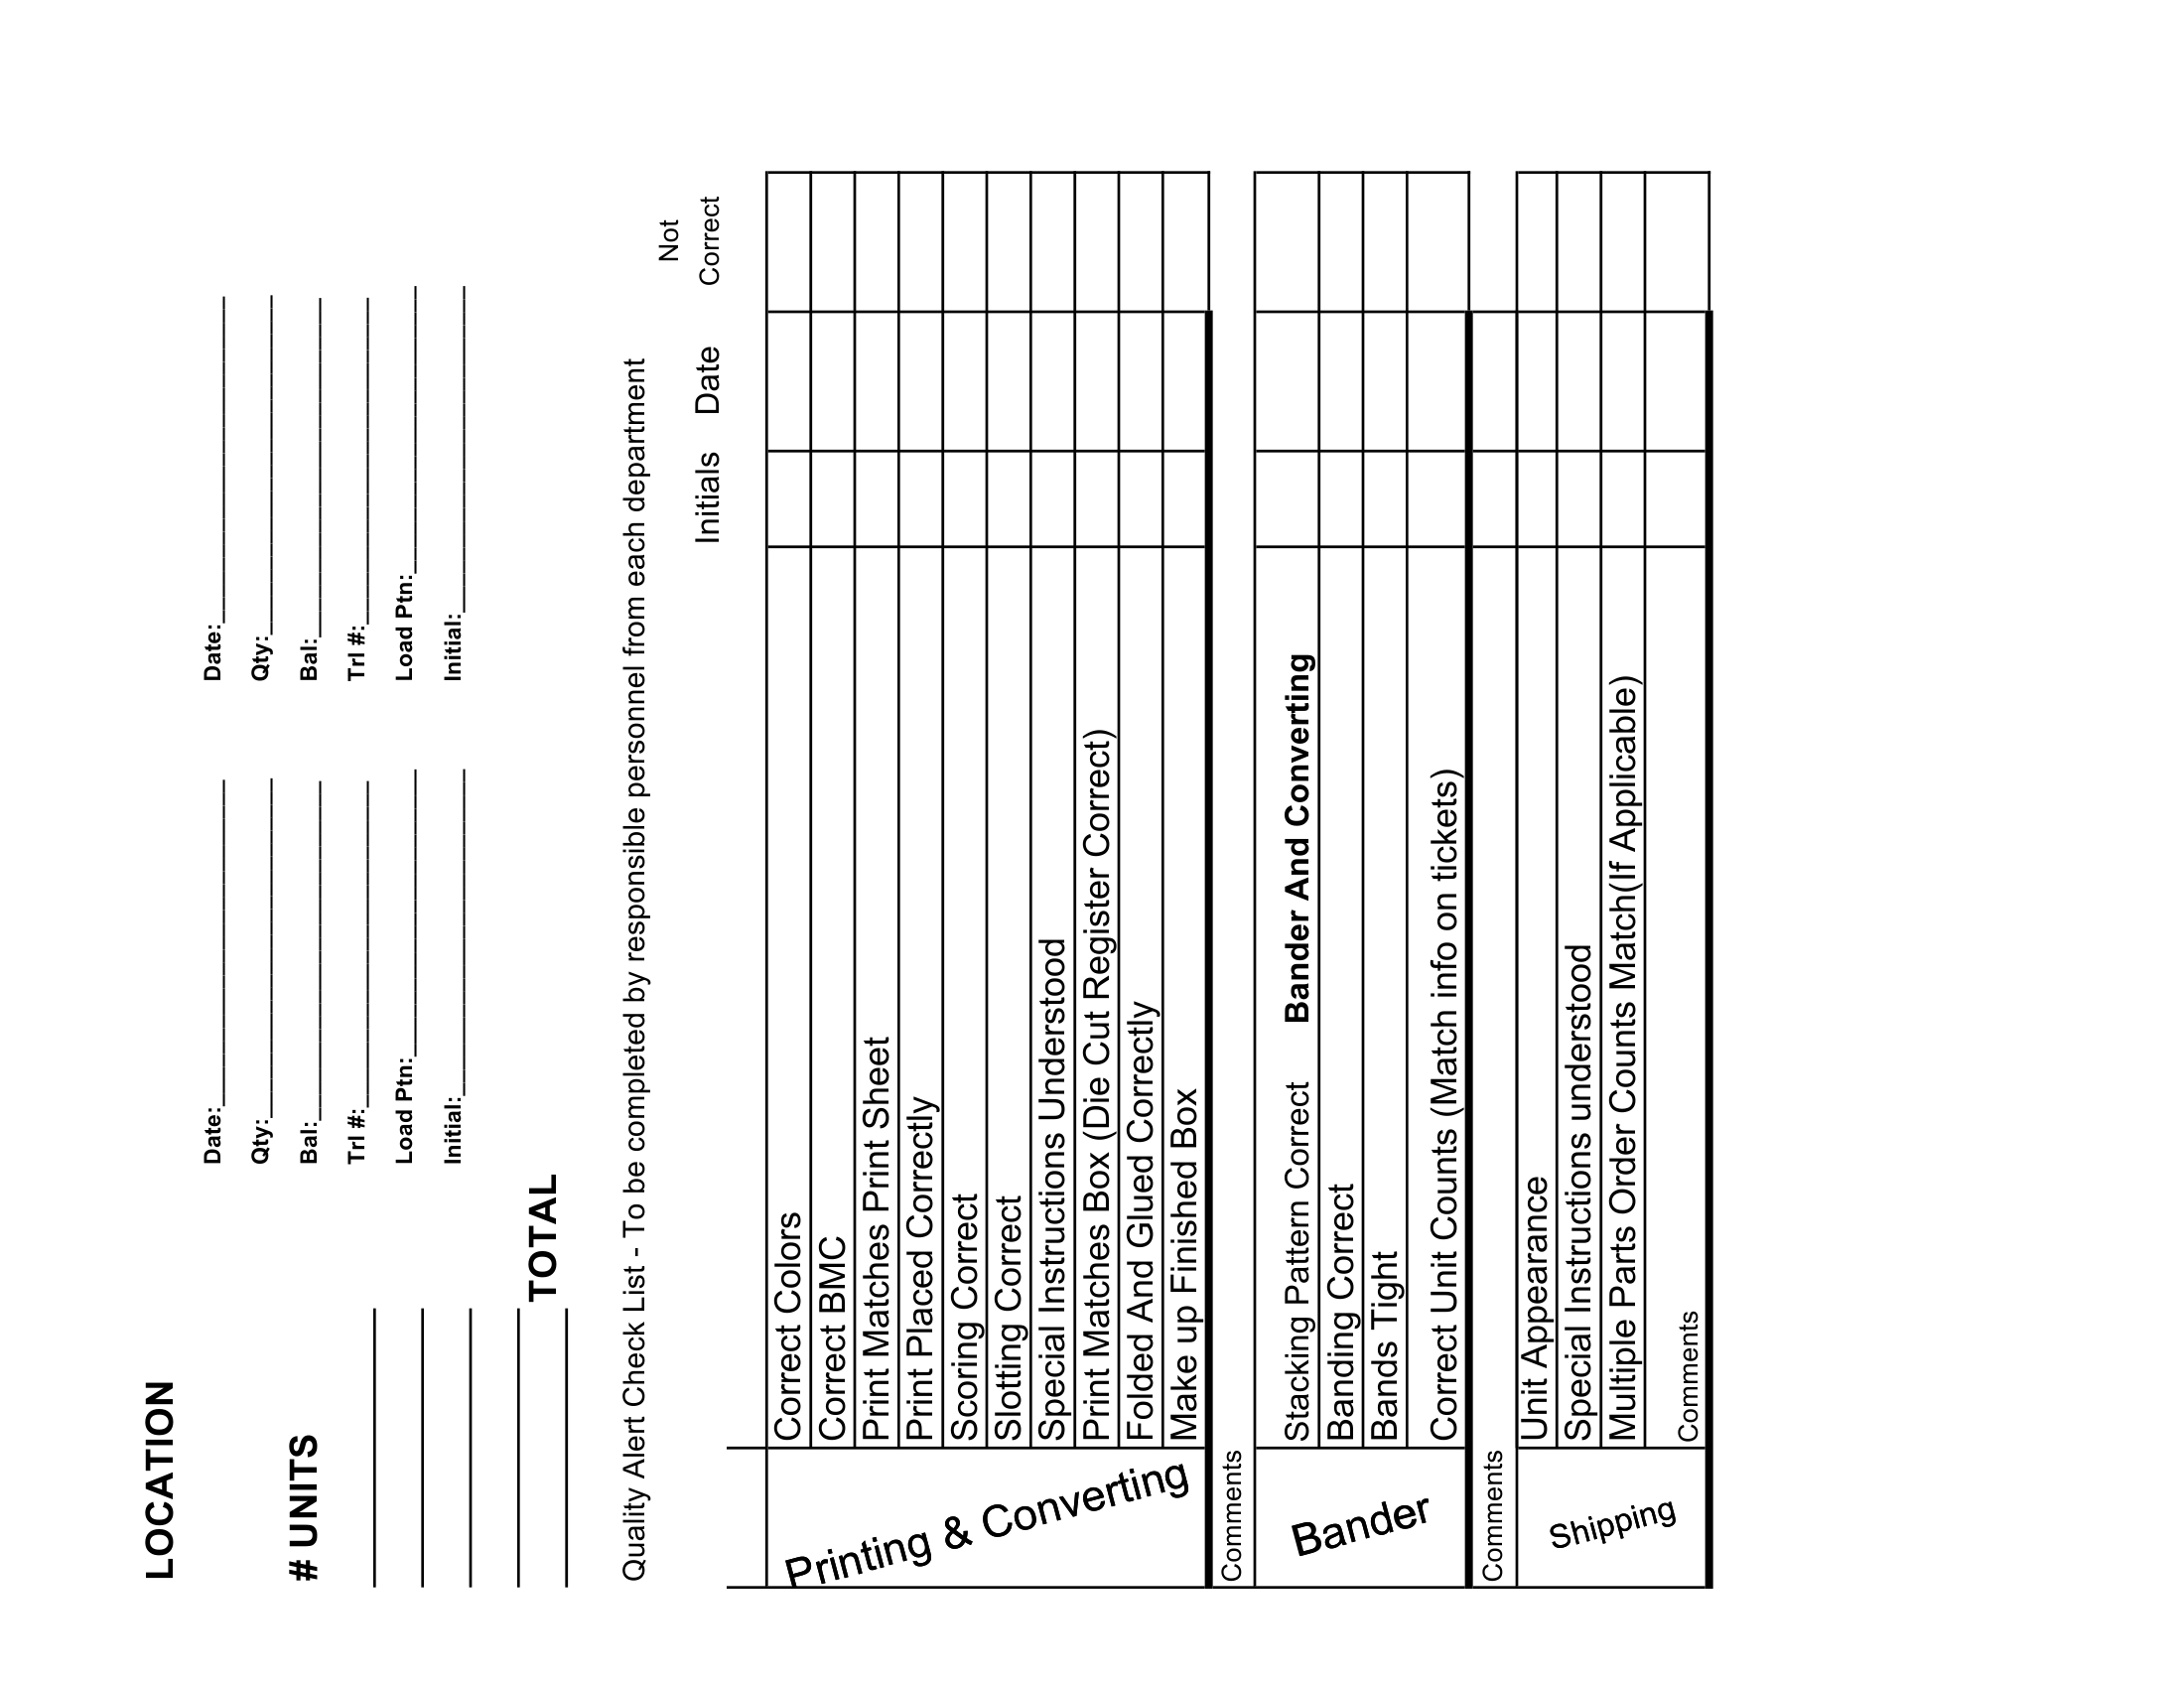 LOCATION
Date: Date:
Qty: Qty:
# UNITS Bal: Bal:
Trl #: Trl #:
Load Ptn: Load Ptn:
Initial: Initial:
TOTAL
Quality Alert Check List - To be completed by responsible personnel from each department
Not
Initials Date Correct
Printing & Converting
Correct Colors
Correct BMC
Print Matches Print Sheet
Print Placed Correctly
Scoring Correct
Slotting Correct
Special Instructions Understood
Print Matches Box (Die Cut Register Correct)
Folded And Glued Correctly
Make up Finished Box
Comments
Bander
Stacking Pattern Correct Bander And Converting
Banding Correct
Bands Tight
Correct Unit Counts (Match info on tickets)
Comments
Shipping
Unit Appearance
Special Instructions understood
Multiple Parts Order Counts Match(If Applicable)
Comments